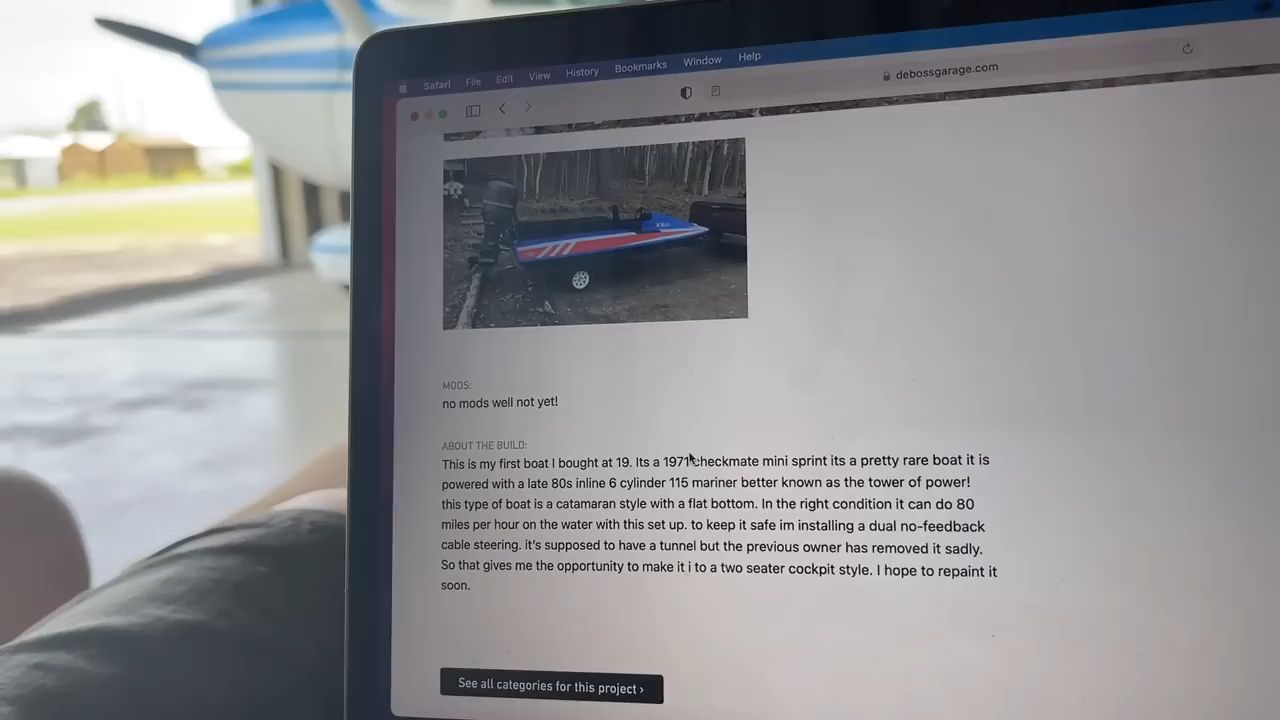 Safari File Edit View History Bookmarks Window Help
debossgarage.com
MODS:
no mods well not yet!
ABOUT THE BUILD:
This is my first boat I bought at 19. Its a 1971 checkmate mini sprint its a pretty rare boat it is
powered with a late 80s inline 6 cylinder 115 mariner better known as the tower of power!
this type of boat is a catamaran style with a flat bottom. In the right condition it can do 80
miles per hour on the water with this set up. to keep it safe im installing a dual no-feedback
cable steering. it's supposed to have a tunnel but the previous owner has removed it sadly.
So that gives me the opportunity to make it i to a two seater cockpit style. I hope to repaint it
soon.
See all categories for this project ›